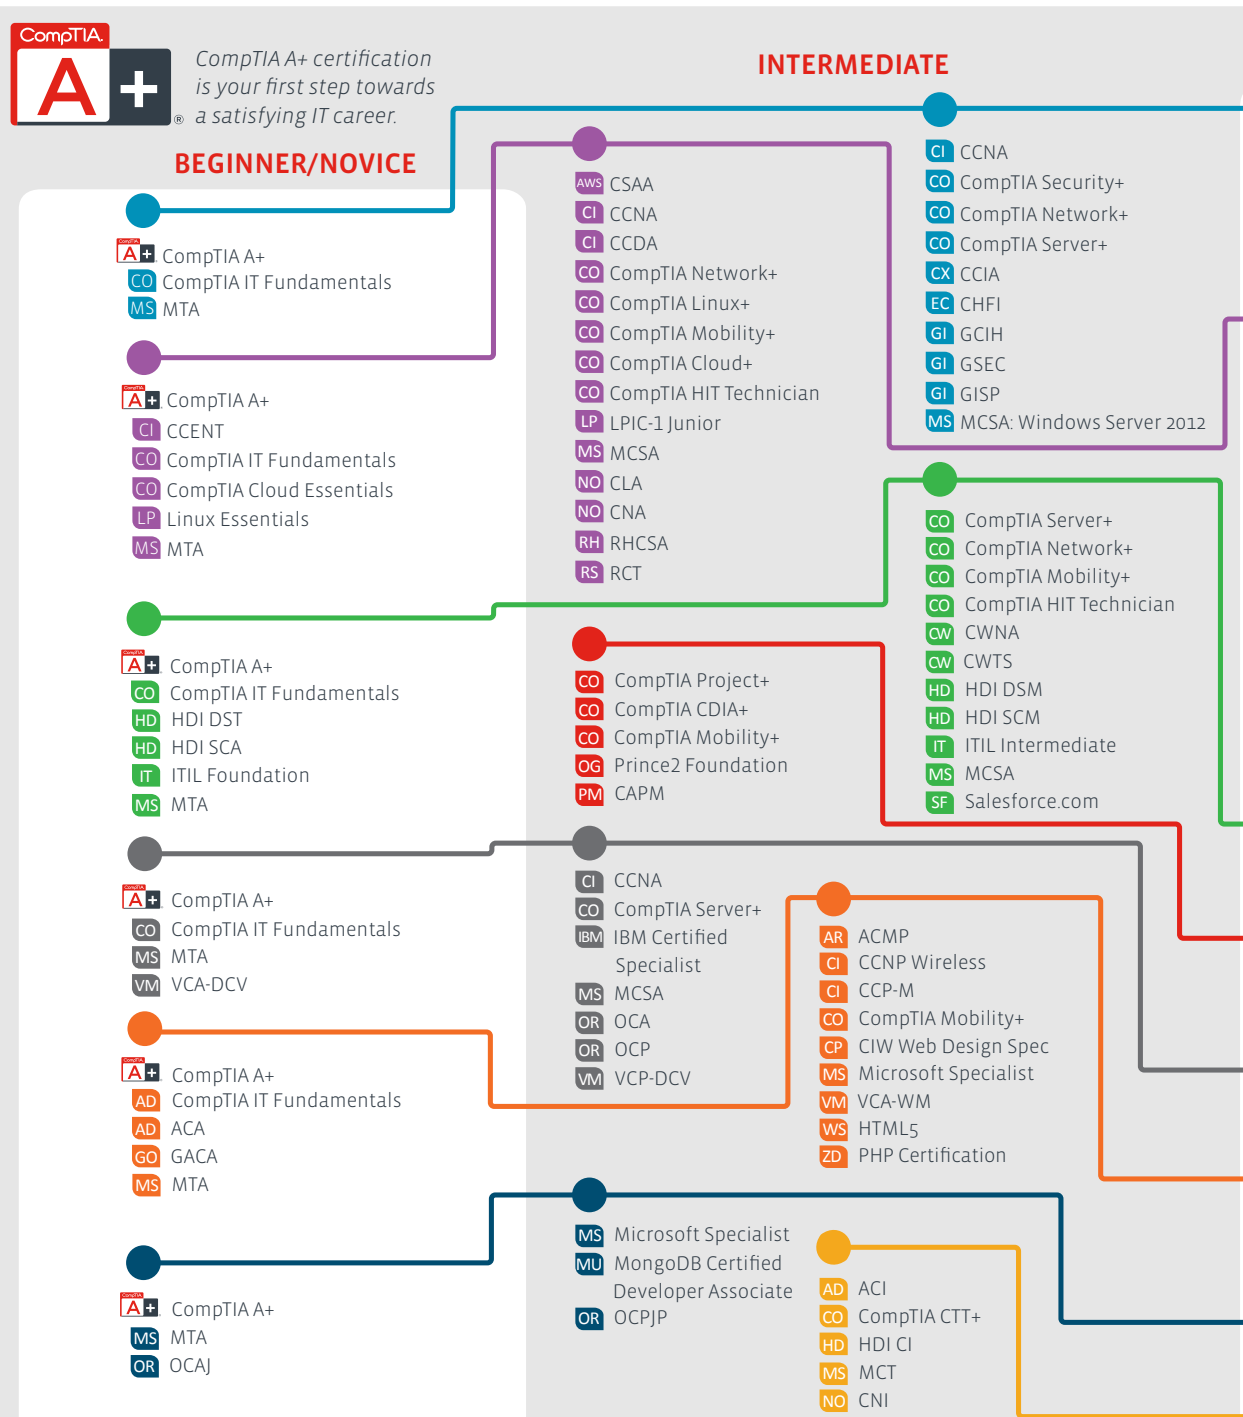 CompTIA.
A+
®
CompTIA A+ certification
is your first step towards
a satisfying IT career.
BEGINNER/NOVICE
CompTIA A+ CompTIA A+
CO CompTIA IT Fundamentals
MS MTA
CompTIA A+ CompTIA A+
CI CCENT
CO CompTIA IT Fundamentals
CO CompTIA Cloud Essentials
LP Linux Essentials
MS MTA
CompTIA A+ CompTIA A+
CO CompTIA IT Fundamentals
HD HDI DST
HD HDI SCA
IT ITIL Foundation
MS MTA
CompTIA A+ CompTIA A+
CO CompTIA IT Fundamentals
MS MTA
VM VCA-DCV
CompTIA A+ CompTIA A+
AD CompTIA IT Fundamentals
AD ACA
GO GACA
MS MTA
CompTIA A+ CompTIA A+
MS MTA
OR OCAJ
INTERMEDIATE
AWS CSAA
CI CCNA
CI CCDA
CO CompTIA Network+
CO CompTIA Linux+
CO CompTIA Mobility+
CO CompTIA Cloud+
CO CompTIA HIT Technician
LP LPIC-1 Junior
MS MCSA
NO CLA
NO CNA
RH RHCSA
RS RCT
CI CCNA
CO CompTIA Security+
CO CompTIA Network+
CO CompTIA Server+
CX CCIA
EC CHFI
GI GCIH
GI GSEC
GI GISP
MS MCSA: Windows Server 2012
CO CompTIA Server+
CO CompTIA Network+
CO CompTIA Mobility+
CO CompTIA HIT Technician
CW CWNA
CW CWTS
HD HDI DSM
HD HDI SCM
IT ITIL Intermediate
MS MCSA
SF Salesforce.com
CO CompTIA Project+
CO CompTIA CDIA+
CO CompTIA Mobility+
OG Prince2 Foundation
PM CAPM
CI CCNA
CO CompTIA Server+
IBM IBM Certified
Specialist
MS MCSA
OR OCA
OR OCP
VM VCP-DCV
AR ACMP
CI CCNP Wireless
CI CCP-M
CO CompTIA Mobility+
CP CIW Web Design Spec
MS Microsoft Specialist
VM VCA-WM
WS HTML5
ZD PHP Certification
MS Microsoft Specialist
MU MongoDB Certified
Developer Associate
OR OCPJP
AD ACI
CO CompTIA CTT+
HD HDI CI
MS MCT
NO CNI